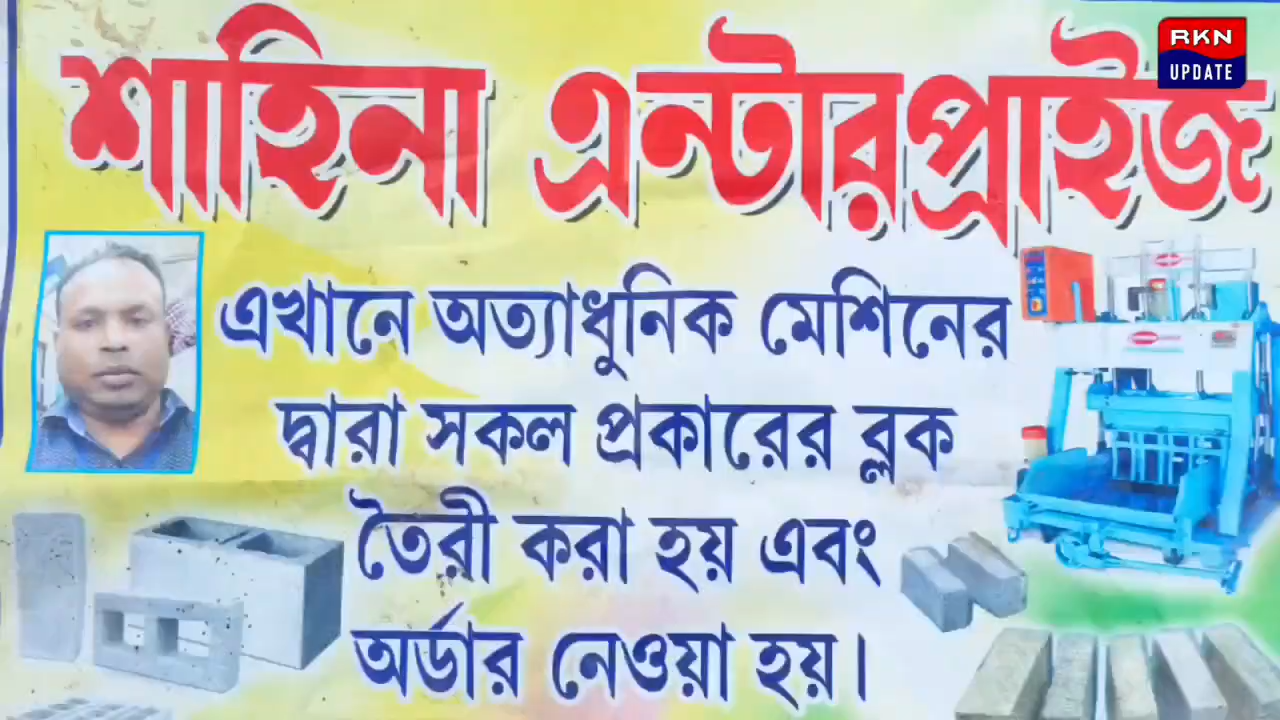 RKN
UPDATE
শাহিনা এন্টারপ্রাইজ
এখানে অত্যাধুনিক মেশিনের
দ্বারা সকল প্রকারের ব্লক
তৈরী করা হয় এবং
অর্ডার নেওয়া হয়।